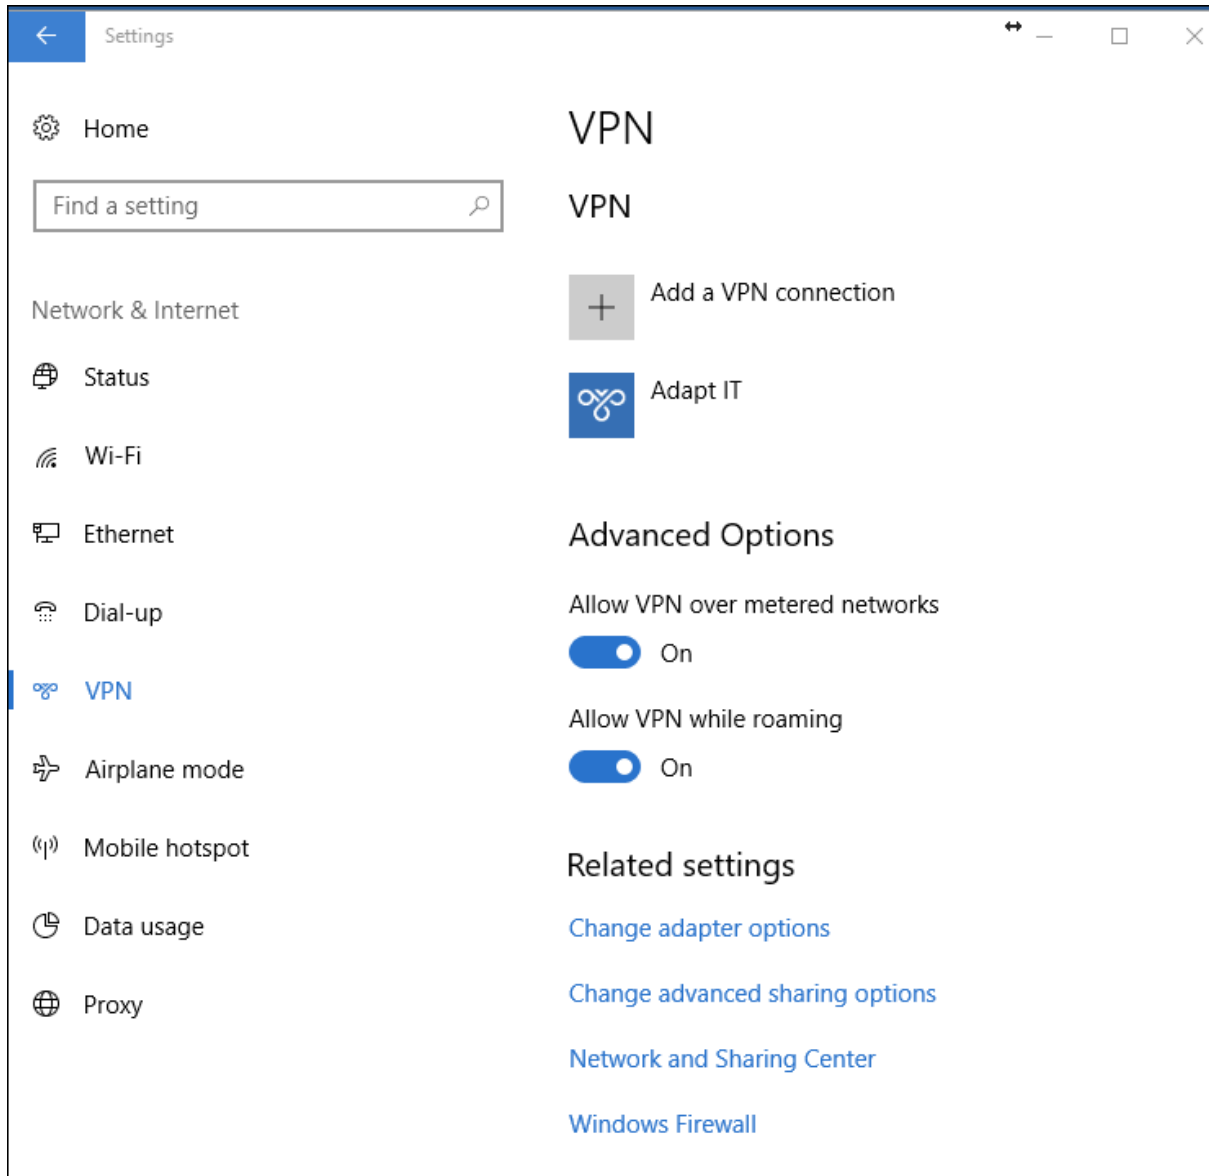 Settings
Home
Find a setting
Network & Internet
Status
Wi-Fi
Ethernet
Dial-up
VPN
Airplane mode
Mobile hotspot
Data usage
Proxy
VPN
VPN
Add a VPN connection
Adapt IT
Advanced Options
Allow VPN over metered networks
On
Allow VPN while roaming
On
Related settings
Change adapter options
Change advanced sharing options
Network and Sharing Center
Windows Firewall